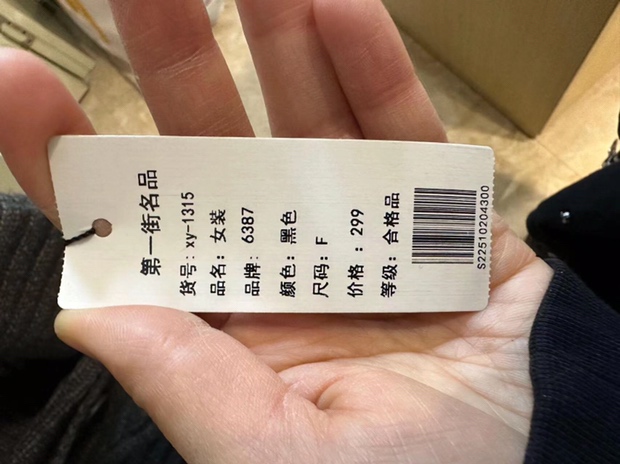 第一街名品
货号: xy-1315
品名: 女装
品牌: 6387
颜色: 黑色
尺码: F
价格: 299
等级: 合格品
S22510204300